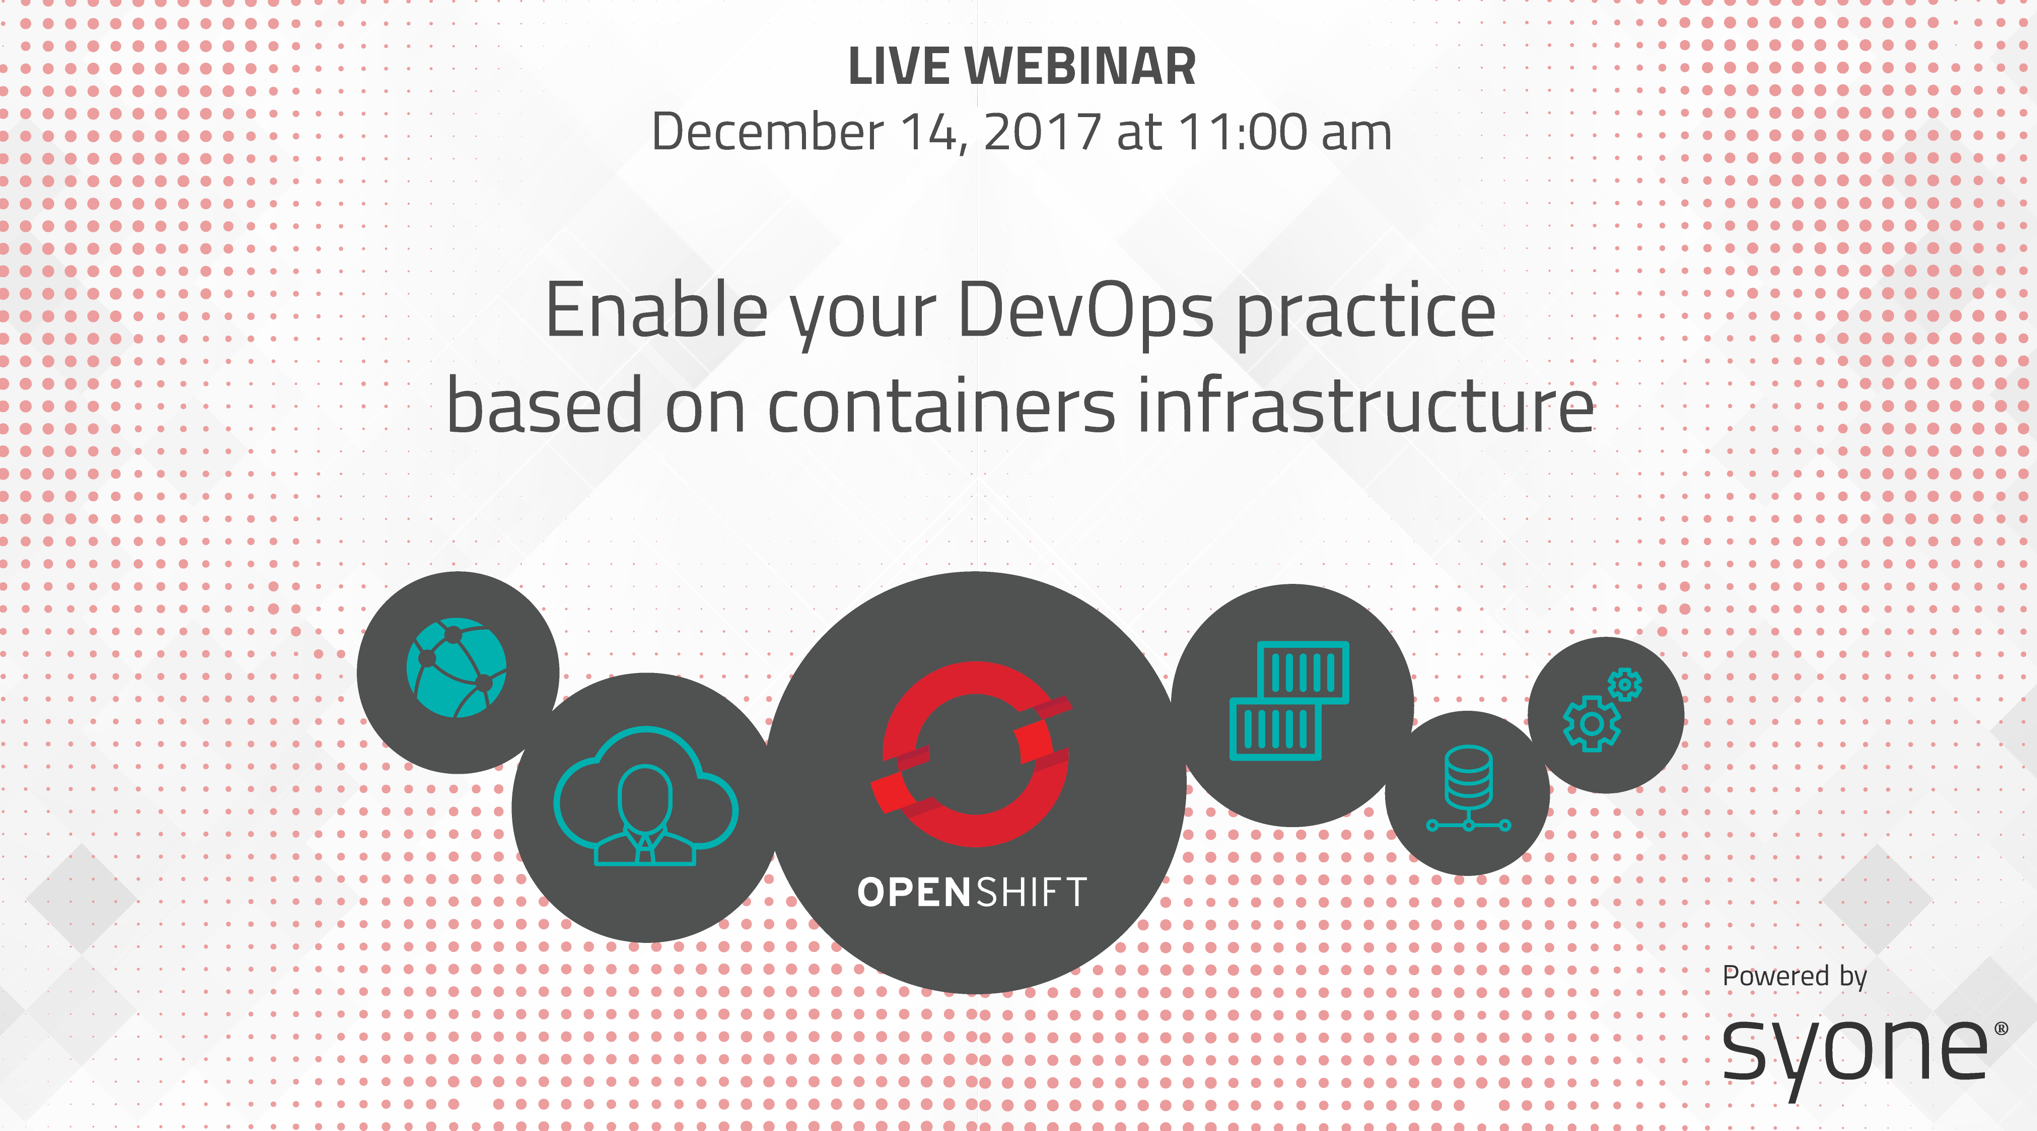 LIVE WEBINAR
December 14, 2017 at 11:00 am
Enable your DevOps practice
based on containers infrastructure
OPENSHIFT
Powered by
syone®